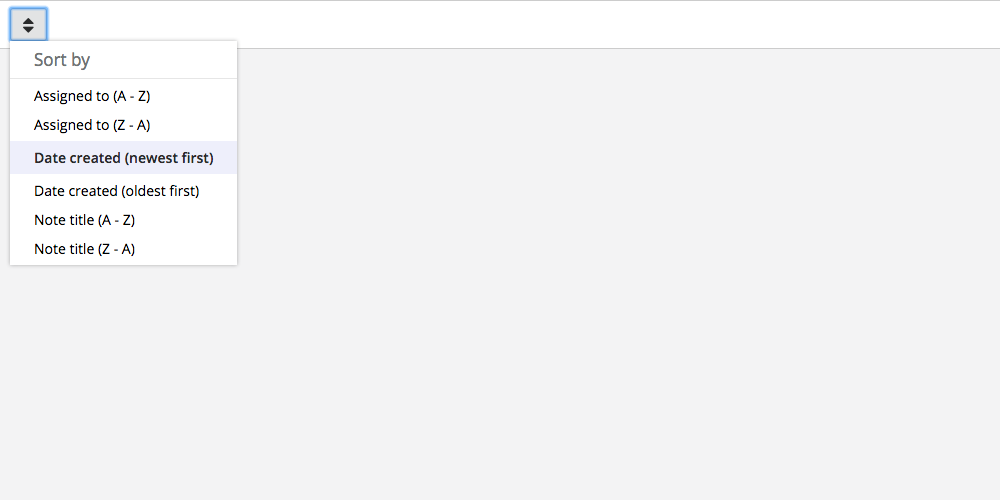 Sort by
Assigned to (A - Z)
Assigned to (Z - A)
Date created (newest first)
Date created (oldest first)
Note title (A - Z)
Note title (Z - A)